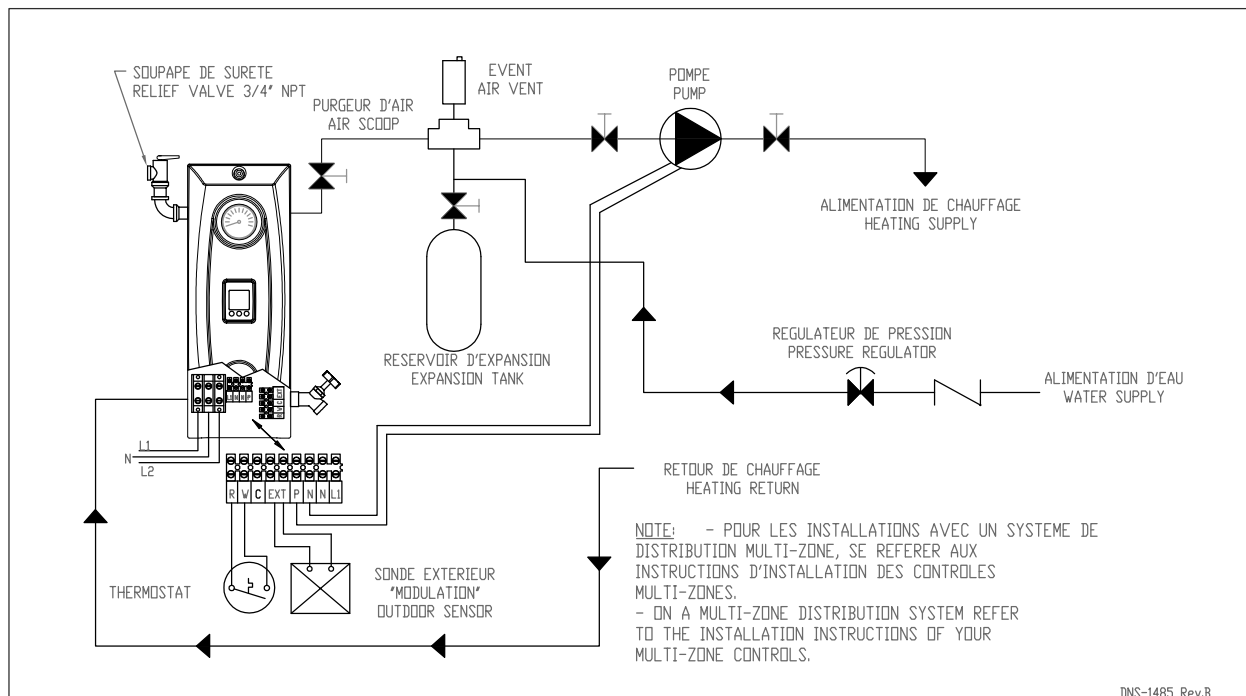 SOUPAPE DE SURETE
RELIEF VALVE 3/4" NPT
EVENT
AIR VENT
POMPE
PUMP
PURGEUR D'AIR
AIR SCOOP
ALIMENTATION DE CHAUFFAGE
HEATING SUPPLY
RESERVOIR D'EXPANSION
EXPANSION TANK
REGULATEUR DE PRESSION
PRESSURE REGULATOR
ALIMENTATION D'EAU
WATER SUPPLY
L1
N
L2
R W C EXT P N N L1
RETOUR DE CHAUFFAGE
HEATING RETURN
THERMOSTAT
SONDE EXTERIEUR
"MODULATION"
OUTDOOR SENSOR
NOTE: - POUR LES INSTALLATIONS AVEC UN SYSTEME DE
DISTRIBUTION MULTI-ZONE, SE REFERER AUX
INSTRUCTIONS D'INSTALLATION DES CONTROLES
MULTI-ZONES.
- ON A MULTI-ZONE DISTRIBUTION SYSTEM REFER
TO THE INSTALLATION INSTRUCTIONS OF YOUR
MULTI-ZONE CONTROLS.
DNS-1485 Rev.B